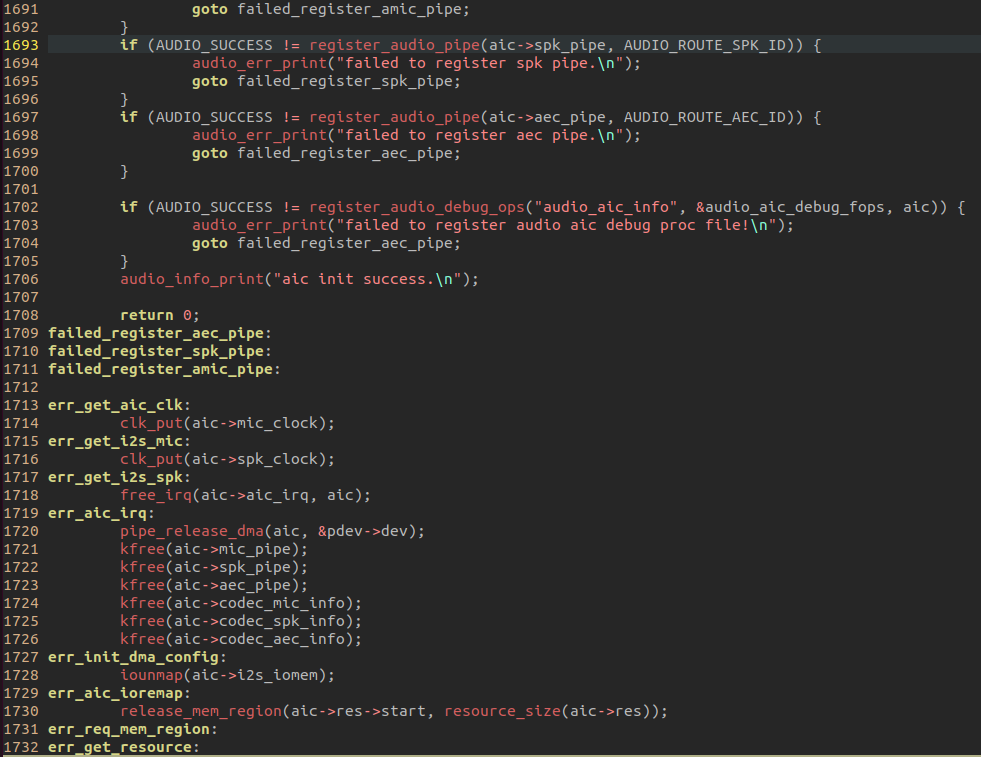 1691                 goto failed_register_amic_pipe;
1692         }
1693         if (AUDIO_SUCCESS != register_audio_pipe(aic->spk_pipe, AUDIO_ROUTE_SPK_ID)) {
1694                 audio_err_print("failed to register spk pipe.\n");
1695                 goto failed_register_spk_pipe;
1696         }
1697         if (AUDIO_SUCCESS != register_audio_pipe(aic->aec_pipe, AUDIO_ROUTE_AEC_ID)) {
1698                 audio_err_print("failed to register aec pipe.\n");
1699                 goto failed_register_aec_pipe;
1700         }
1701
1702         if (AUDIO_SUCCESS != register_audio_debug_ops("audio_aic_info", &audio_aic_debug_fops, aic)) {
1703                 audio_err_print("failed to register audio aic debug proc file!\n");
1704                 goto failed_register_aec_pipe;
1705         }
1706         audio_info_print("aic init success.\n");
1707
1708         return 0;
1709 failed_register_aec_pipe:
1710 failed_register_spk_pipe:
1711 failed_register_amic_pipe:
1712
1713 err_get_aic_clk:
1714         clk_put(aic->mic_clock);
1715 err_get_i2s_mic:
1716         clk_put(aic->spk_clock);
1717 err_get_i2s_spk:
1718         free_irq(aic->aic_irq, aic);
1719 err_aic_irq:
1720         pipe_release_dma(aic, &pdev->dev);
1721         kfree(aic->mic_pipe);
1722         kfree(aic->spk_pipe);
1723         kfree(aic->aec_pipe);
1724         kfree(aic->codec_mic_info);
1725         kfree(aic->codec_spk_info);
1726         kfree(aic->codec_aec_info);
1727 err_init_dma_config:
1728         iounmap(aic->i2s_iomem);
1729 err_aic_ioremap:
1730         release_mem_region(aic->res->start, resource_size(aic->res));
1731 err_req_mem_region:
1732 err_get_resource: